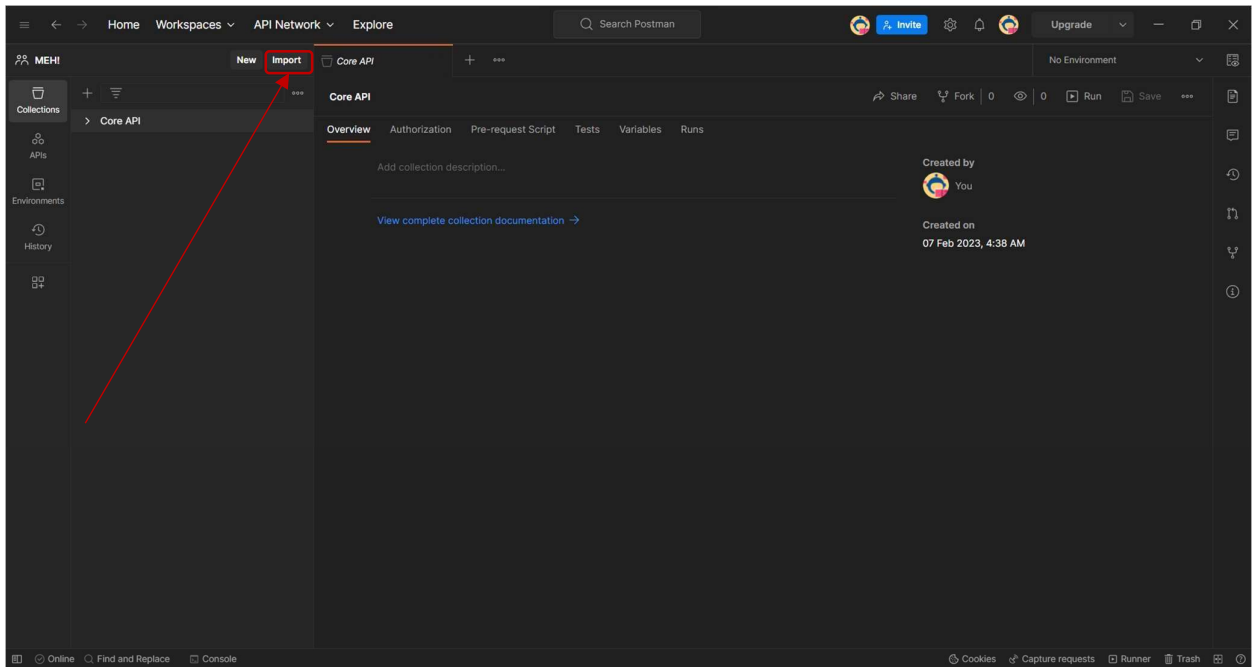 Home Workspaces API Network Explore Search Postman Invite Upgrade
MEH! New Import Core API No Environment
Collections
APIs
Environments
History
Core API
Core API Share Fork 0 0 Run Save
Overview Authorization Pre-request Script Tests Variables Runs
Add collection description...
View complete collection documentation →
Created by
You
Created on
07 Feb 2023, 4:38 AM
Online Find and Replace Console Cookies Capture requests Runner Trash